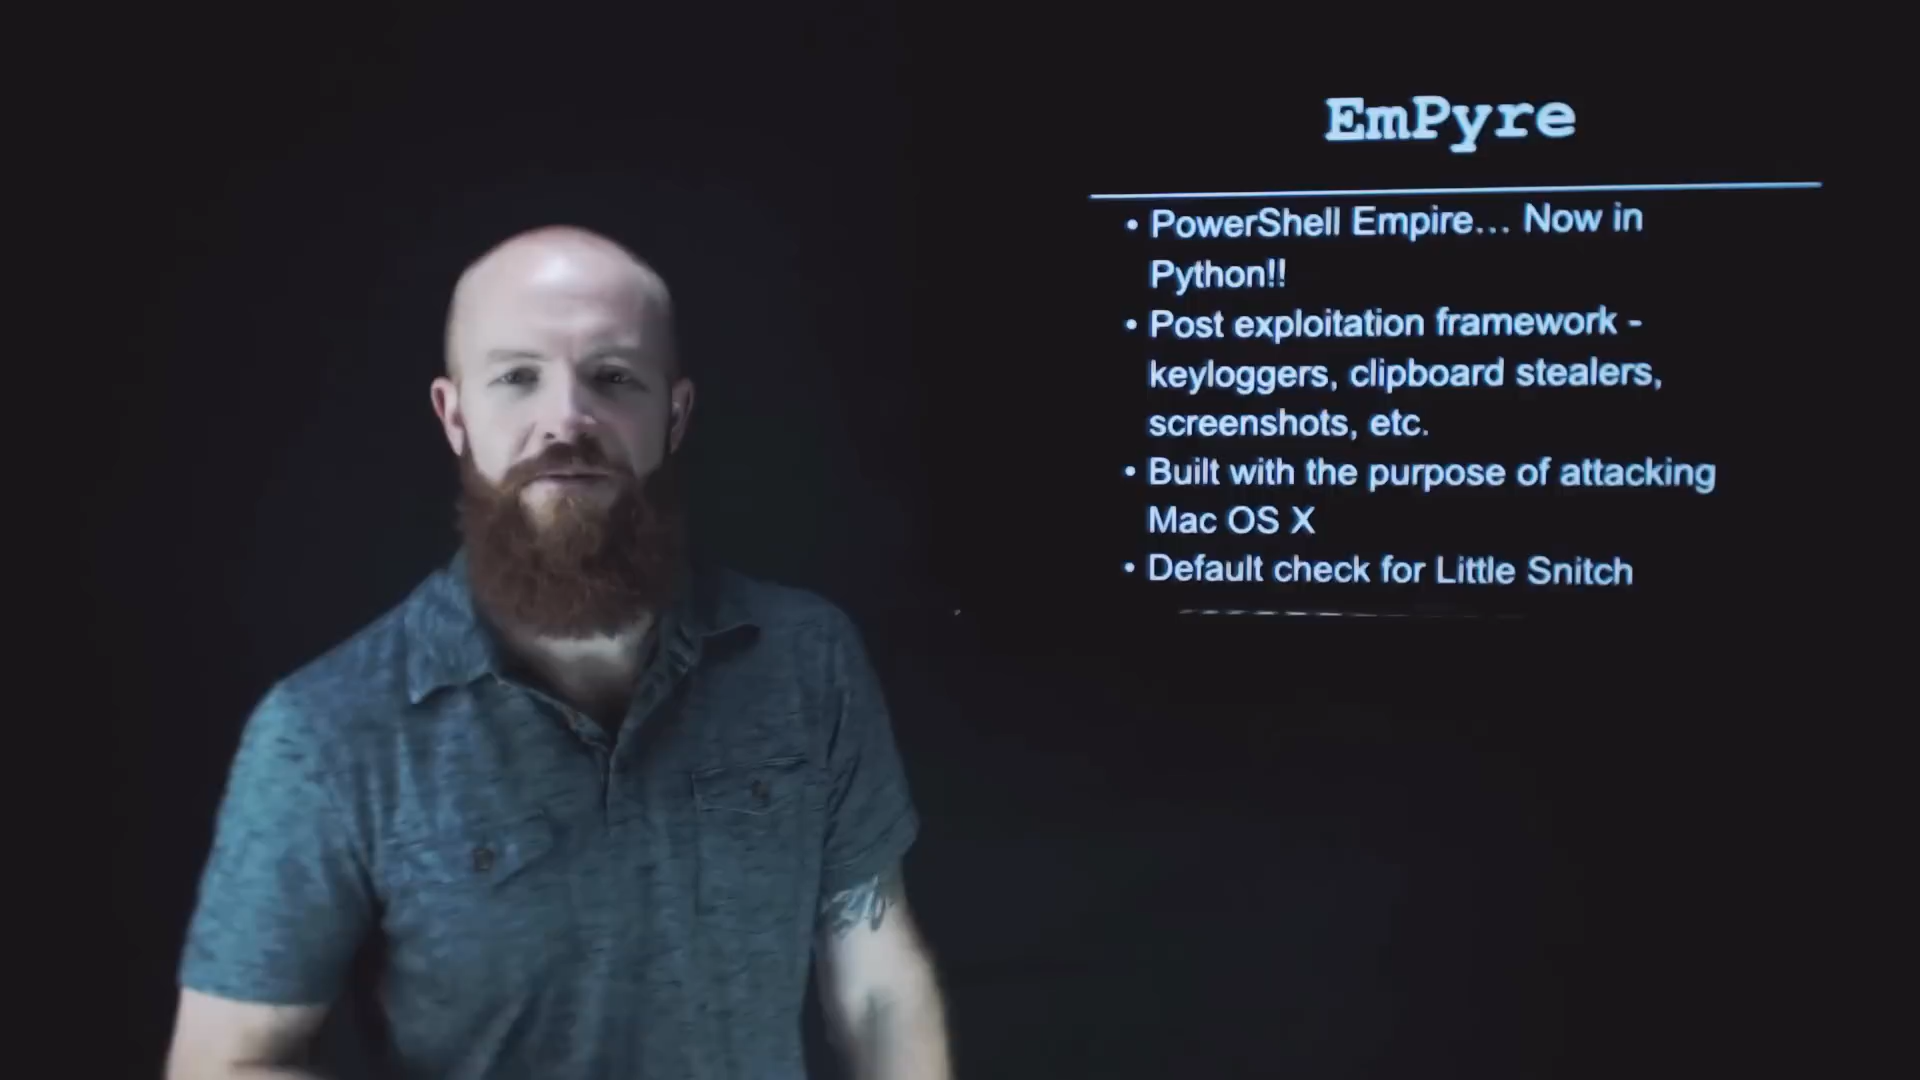 EmPyre
• PowerShell Empire... Now in
Python!!
• Post exploitation framework -
keyloggers, clipboard stealers,
screenshots, etc.
• Built with the purpose of attacking
Mac OS X
• Default check for Little Snitch